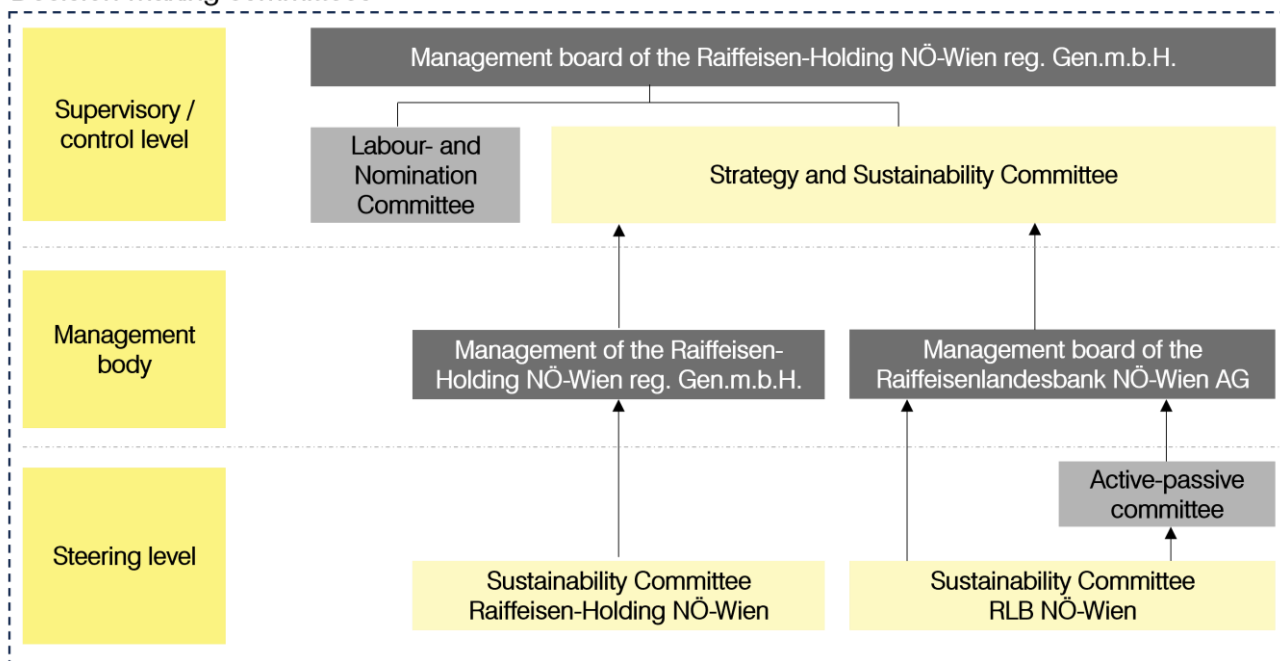 Supervisory /
control level
Management board of the Raiffeisen-Holding NÖ-Wien reg. Gen.m.b.H.
Labour- and
Nomination
Committee
Strategy and Sustainability Committee
Management
body
Management of the Raiffeisen-
Holding NÖ-Wien reg. Gen.m.b.H.
Management board of the
Raiffeisenlandesbank NÖ-Wien AG
Steering level
Active-passive
committee
Sustainability Committee
Raiffeisen-Holding NÖ-Wien
Sustainability Committee
RLB NÖ-Wien